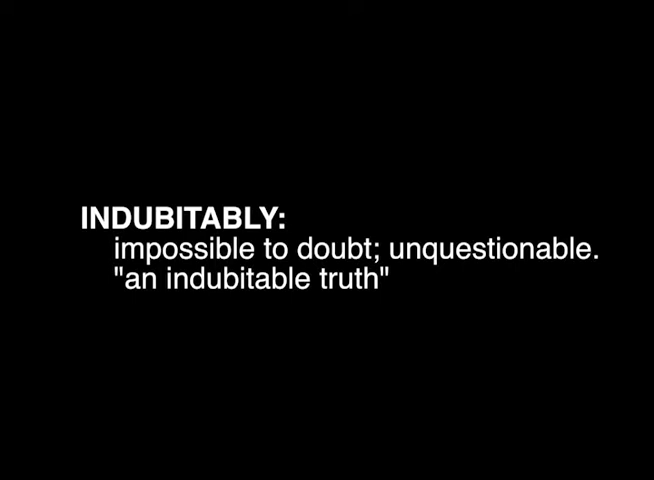 INDUBITABLY:
impossible to doubt; unquestionable.
"an indubitable truth"